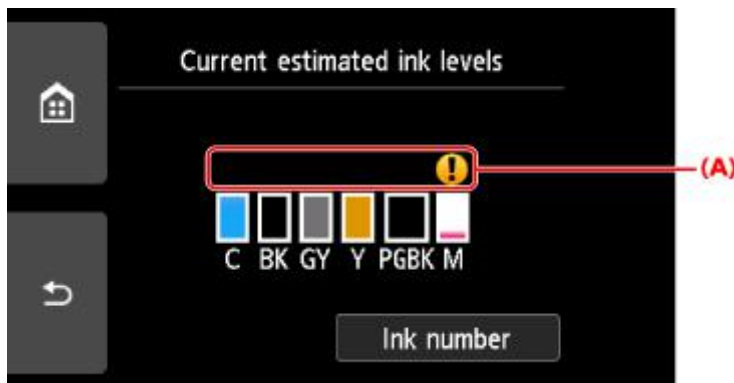 Current estimated ink levels
(A)
C BK GY Y PGBK M
Ink number